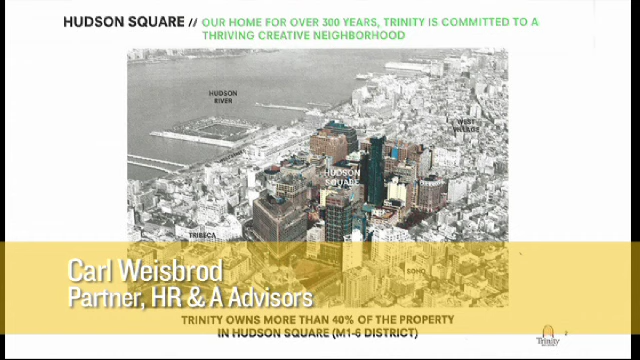 HUDSON SQUARE // OUR HOME FOR OVER 300 YEARS, TRINITY IS COMMITTED TO A
THRIVING CREATIVE NEIGHBORHOOD
HUDSON
RIVER
WEST
VILLAGE
HUDSON
SQUARE
TRIBECA
SOHO
Carl Weisbrod
Partner, HR & A Advisors
TRINITY OWNS MORE THAN 40% OF THE PROPERTY
IN HUDSON SQUARE (M1-6 DISTRICT)
Trinity